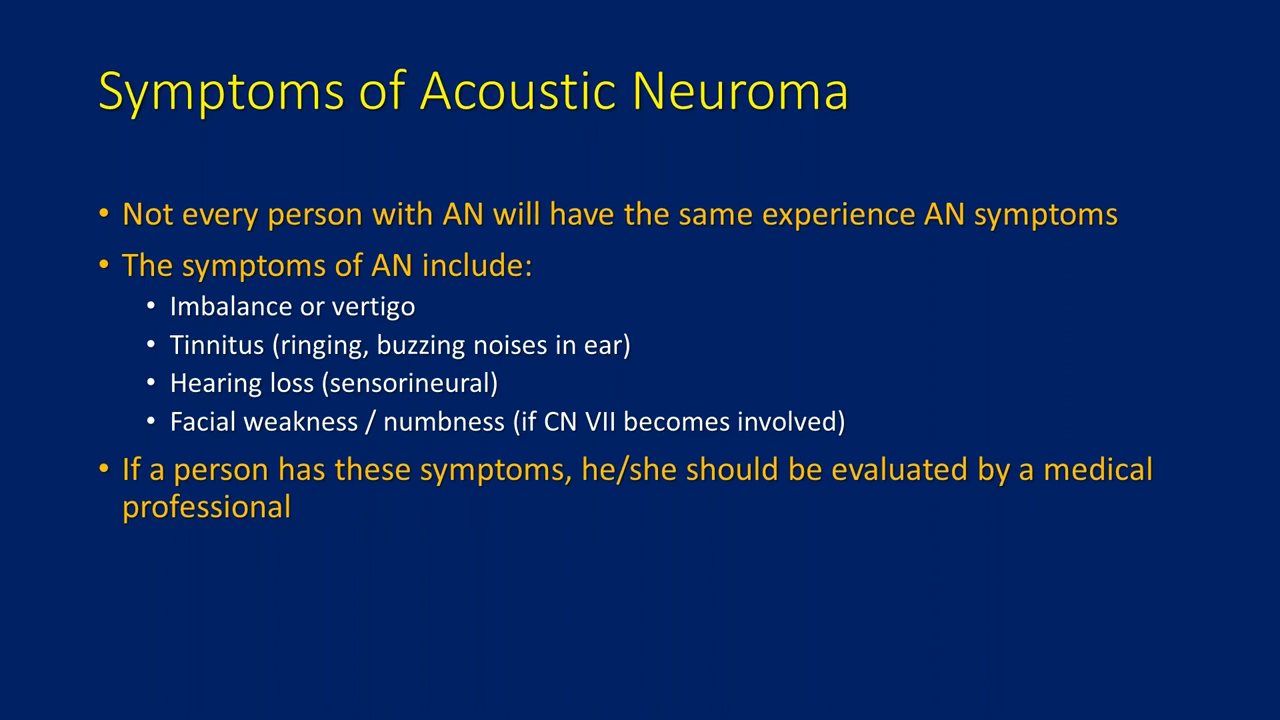 Symptoms of Acoustic Neuroma
• Not every person with AN will have the same experience AN symptoms
• The symptoms of AN include:
• Imbalance or vertigo
• Tinnitus (ringing, buzzing noises in ear)
• Hearing loss (sensorineural)
• Facial weakness / numbness (if CN VII becomes involved)
• If a person has these symptoms, he/she should be evaluated by a medical
professional